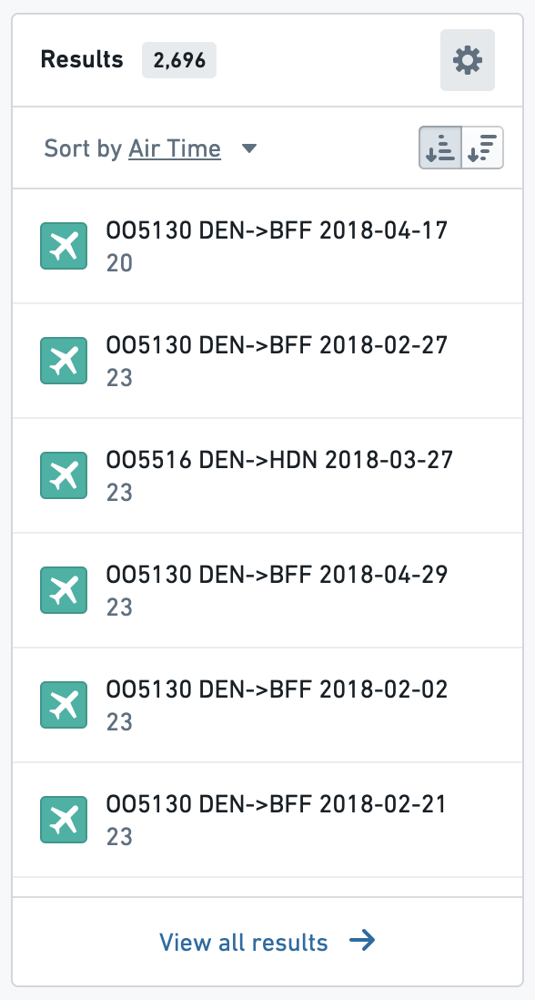 Results 2,696
Sort by Air Time
OO5130 DEN->BFF 2018-04-17
20
OO5130 DEN->BFF 2018-02-27
23
OO5516 DEN->HDN 2018-03-27
23
OO5130 DEN->BFF 2018-04-29
23
OO5130 DEN->BFF 2018-02-02
23
OO5130 DEN->BFF 2018-02-21
23
View all results